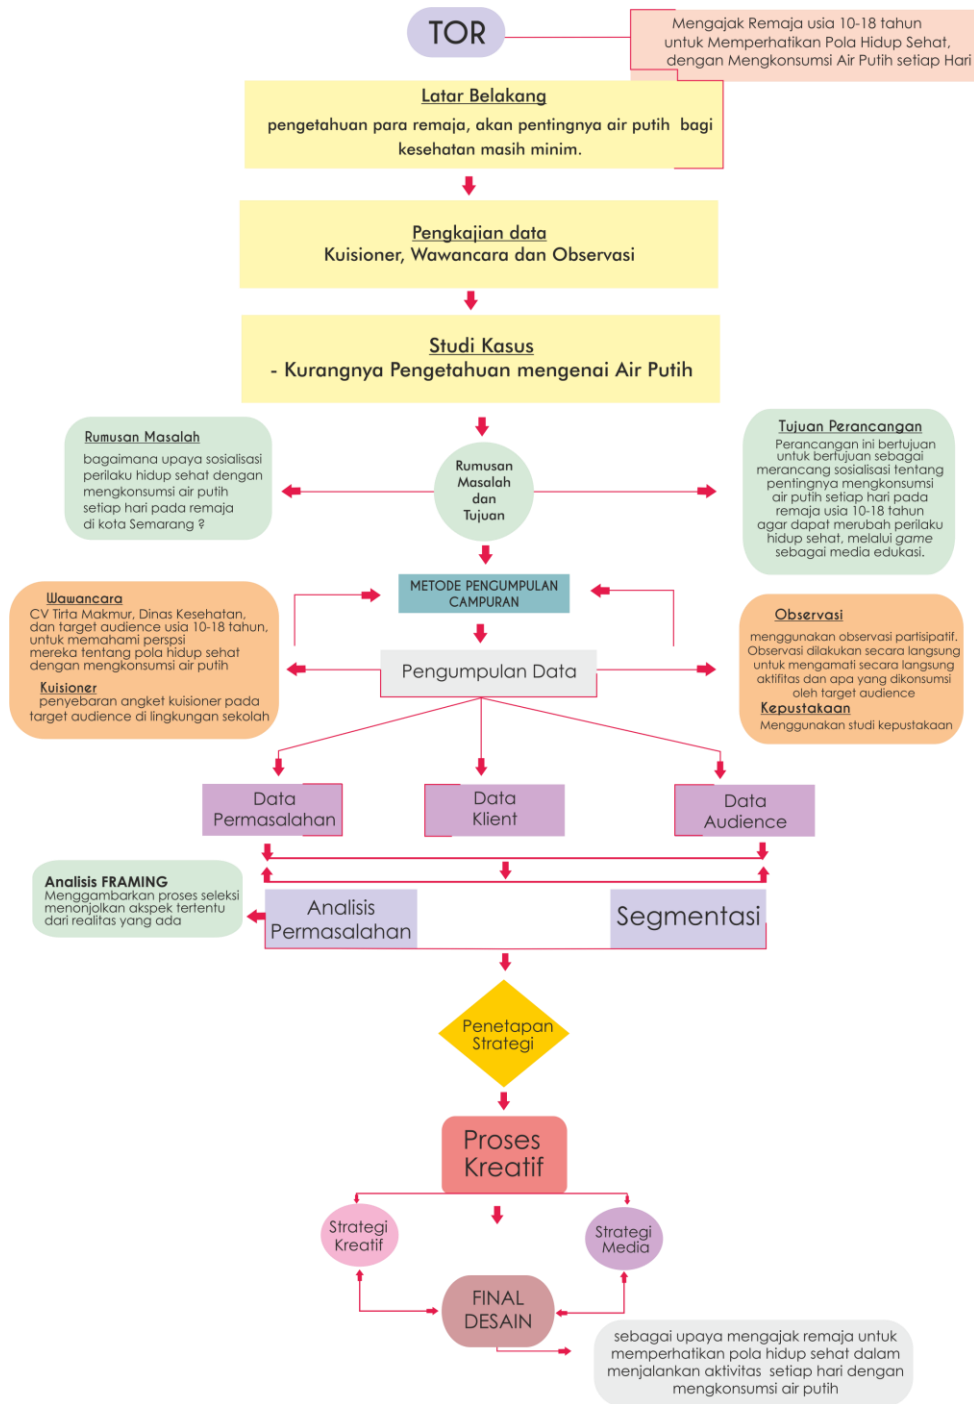 TOR
Mengajak Remaja usia 10-18 tahun
untuk Memperhatikan Pola Hidup Sehat,
dengan Mengkonsumsi Air Putih setiap Hari
Latar Belakang
pengetahuan para remaja, akan pentingnya air putih bagi
kesehatan masih minim.
Pengkajian data
Kuisioner, Wawancara dan Observasi
Studi Kasus
- Kurangnya Pengetahuan mengenai Air Putih
Rumusan Masalah
bagaimana upaya sosialisasi
perilaku hidup sehat dengan
mengkonsumsi air putih
setiap hari pada remaja
di kota Semarang ?
Rumusan
Masalah
dan
Tujuan
Tujuan Perancangan
Perancangan ini bertujuan
untuk bertujuan sebagai
merancang sosialisasi tentang
pentingnya mengkonsumsi
air putih setiap hari pada
remaja usia 10-18 tahun
agar dapat merubah perilaku
hidup sehat, melalui game
sebagai media edukasi.
METODE PENGUMPULAN
CAMPURAN
Wawancara
CV Tirta Makmur, Dinas Kesehatan,
dan target audience usia 10-18 tahun,
untuk memahami perspsi
mereka tentang pola hidup sehat
dengan mengkonsumsi air putih
Kuisioner
penyebaran angket kuisioner pada
target audience di lingkungan sekolah
Pengumpulan Data
Observasi
menggunakan observasi partisipatif.
Observasi dilakukan secara langsung
untuk mengamati secara langsung
aktifitas dan apa yang dikonsumsi
oleh target audience
Kepustakaan
Menggunakan studi kepustakaan
Data
Permasalahan
Data
Klient
Data
Audience
Analisis FRAMING
Menggambarkan proses seleksi
menonjolkan akspek tertentu
dari realitas yang ada
Analisis
Permasalahan
Segmentasi
Penetapan
Strategi
Proses
Kreatif
Strategi
Kreatif
Strategi
Media
FINAL
DESAIN
sebagai upaya mengajak remaja untuk
memperhatikan pola hidup sehat dalam
menjalankan aktivitas setiap hari dengan
mengkonsumsi air putih